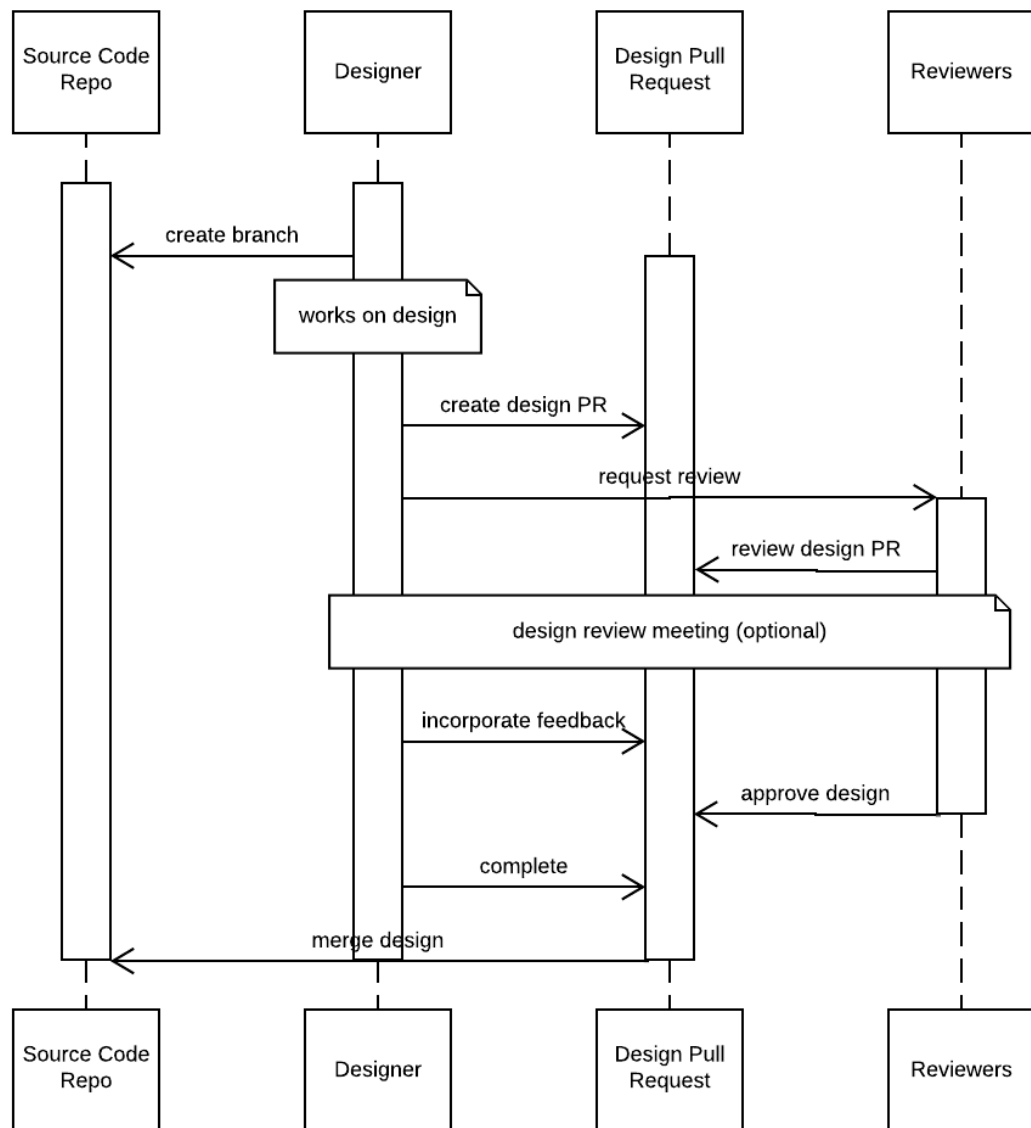 Source Code
Repo
Designer
Design Pull
Request
Reviewers
create branch
works on design
create design PR
request review
review design PR
design review meeting (optional)
incorporate feedback
approve design
complete
merge design
Source Code
Repo
Designer
Design Pull
Request
Reviewers